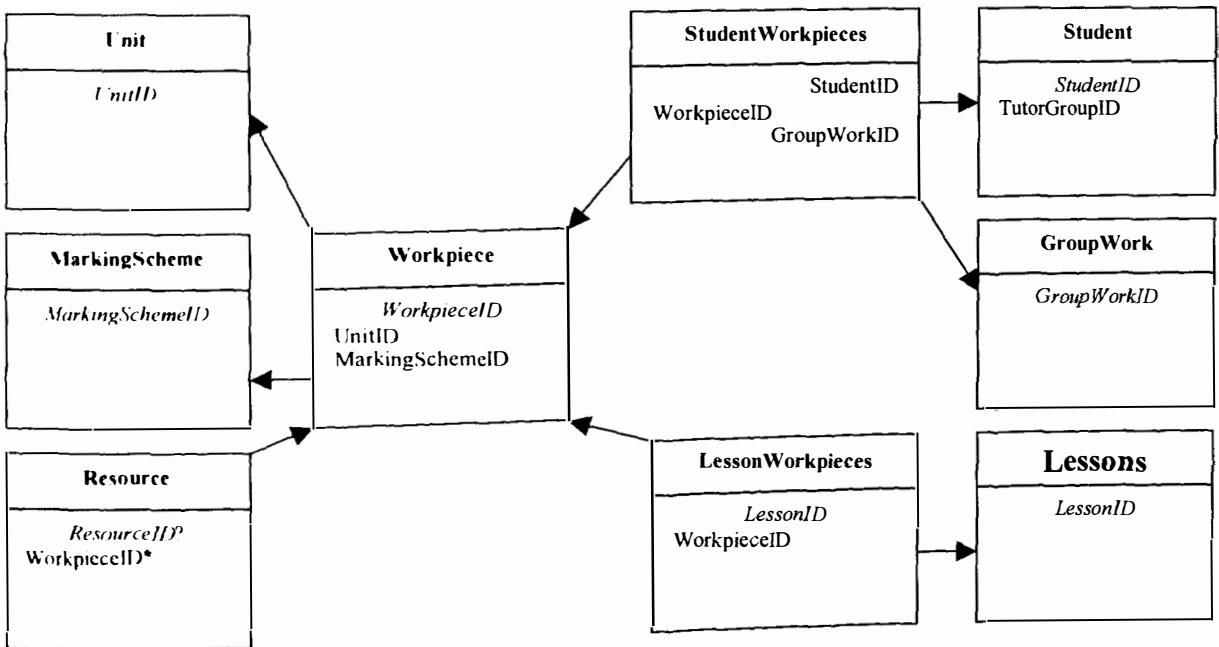 Unit
UnitID
MarkingScheme
MarkingSchemeID
Resource
ResourceID?
WorkpieceID*
Workpiece
WorkpieceID
UnitID
MarkingSchemeID
StudentWorkpieces
StudentID
WorkpieceID
GroupWorkID
LessonWorkpieces
LessonID
WorkpieceID
Student
StudentID
TutorGroupID
GroupWork
GroupWorkID
Lessons
LessonID